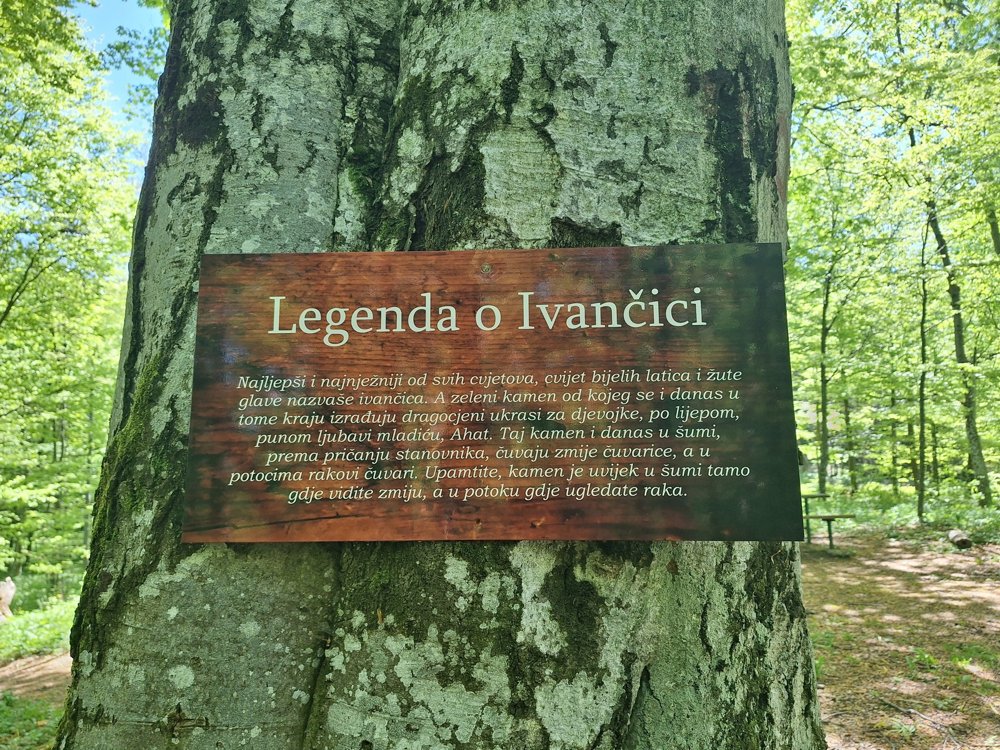 Legenda o Ivančici
Najljepši i najnježniji od svih cvjetova, cvijet bijelih latica i žute
glave nazvaše ivančica. A zeleni kamen od kojeg se i danas u
tome kraju izrađuju dragocjeni ukrasi za djevojke, po lijepom,
punom ljubavi mladiću, Ahat. Taj kamen i danas u šumi,
prema pričanju stanovnika, čuvaju zmije čuvarice, a u
potocima rakovi čuvari. Upamtite, kamen je uvijek u šumi tamo
gdje vidite zmiju, a u potoku gdje ugledate raka.